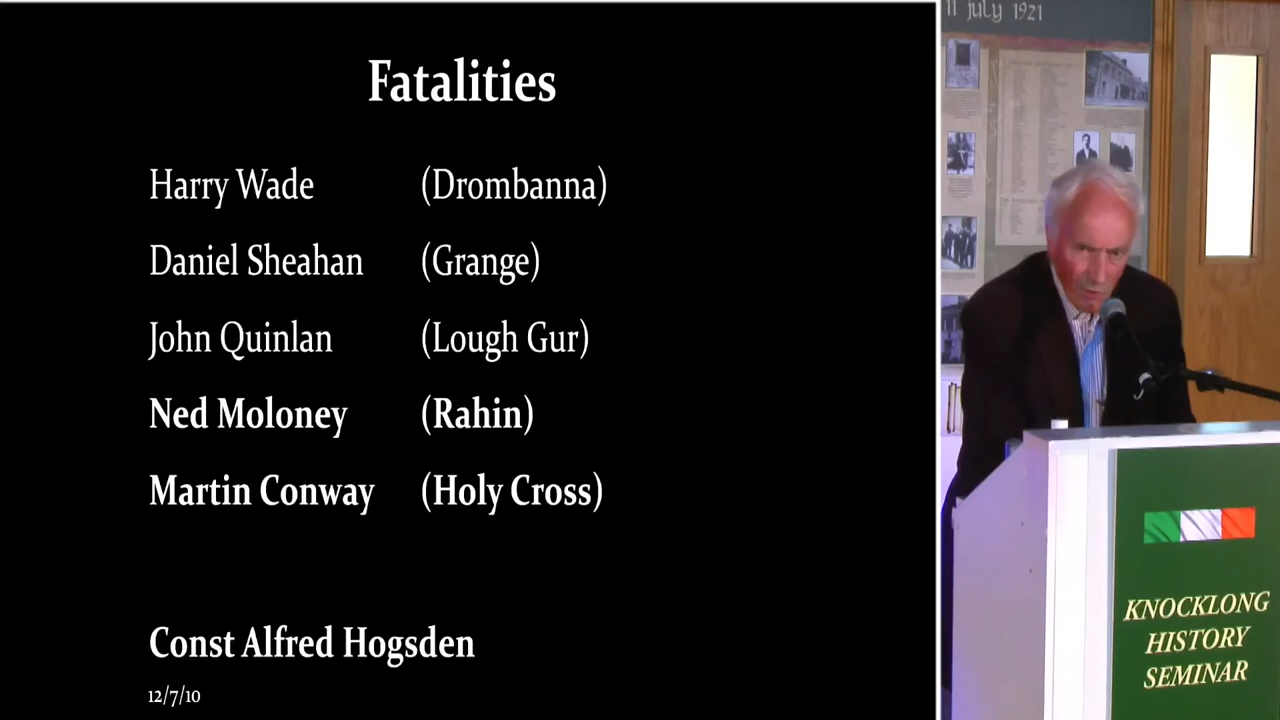 Fatalities
Harry Wade (Drombanna)
Daniel Sheahan (Grange)
John Quinlan (Lough Gur)
Ned Moloney (Rahin)
Martin Conway (Holy Cross)
Const Alfred Hogsden
12/7/10
11 July 1921
KNOCKLONG
HISTORY
SEMINAR